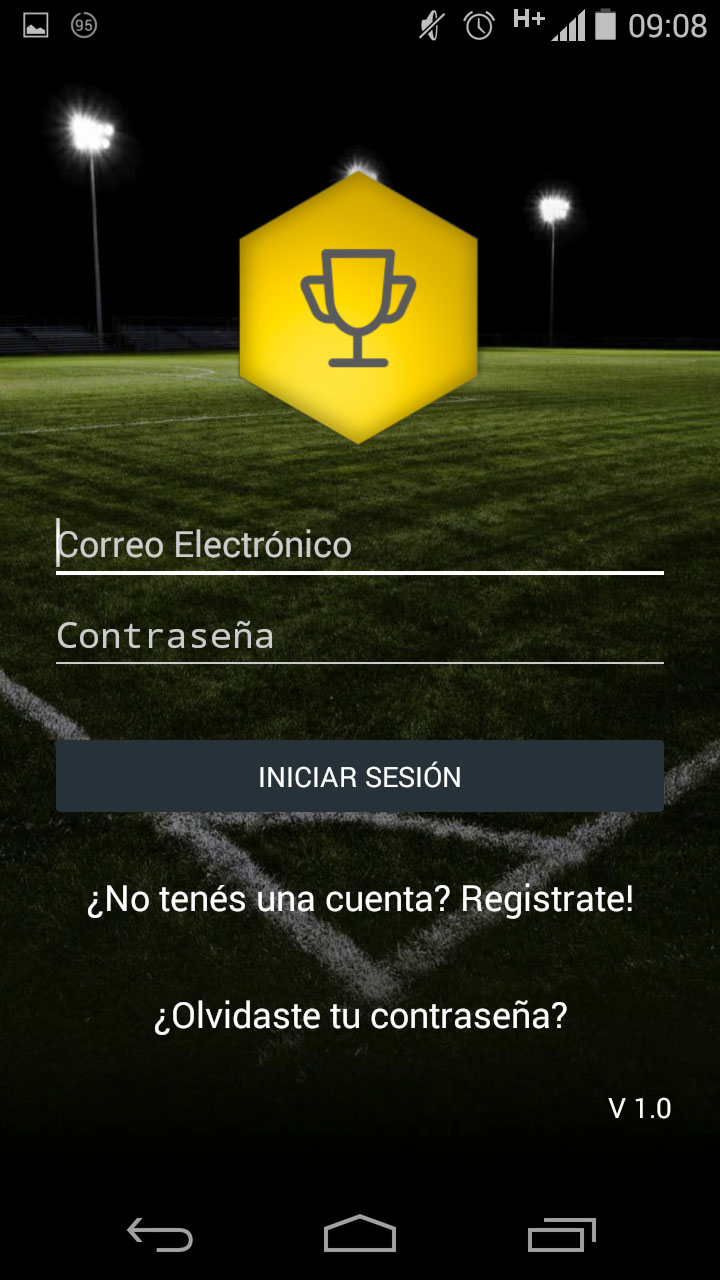 95
H+
09:08
Correo Electrónico
Contraseña
INICIAR SESIÓN
¿No tenés una cuenta? Registrate!
¿Olvidaste tu contraseña?
V 1.0